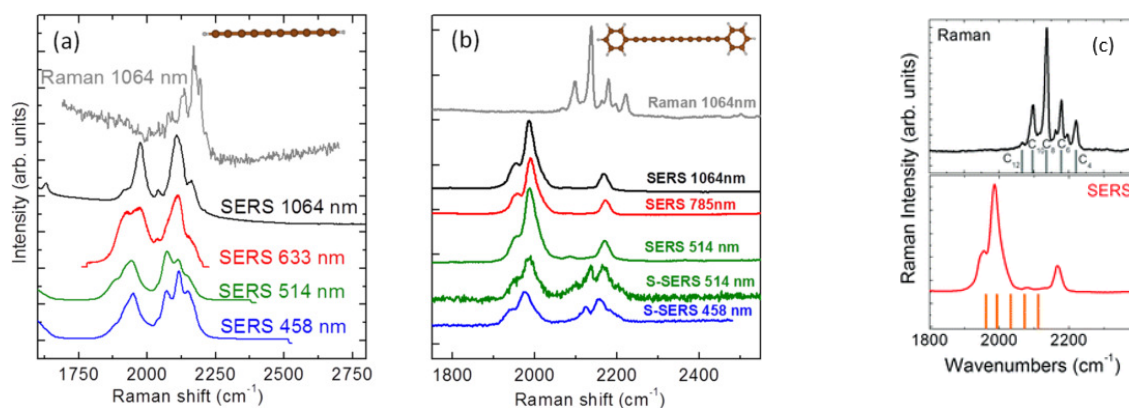 (a)
Raman 1064 nm
SERS 1064 nm
SERS 633 nm
SERS 514 nm
SERS 458 nm
Intensity (arb. units)
1750 2000 2250 2500 2750
Raman shift (cm-1)
(b)
Raman 1064nm
SERS 1064nm
SERS 785nm
SERS 514 nm
S-SERS 514 nm
S-SERS 458 nm
1800 2000 2200 2400
Raman shift (cm-1)
Raman
(c)
C12 C10 C8 C6 C4
SERS
Raman Intensity (arb. units)
1800 2000 2200
Wavenumbers (cm-1)